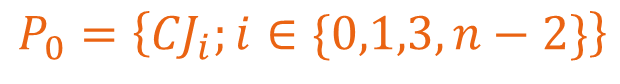 P₀ = {CJᵢ; i ∈ {0,1,3, n − 2}}